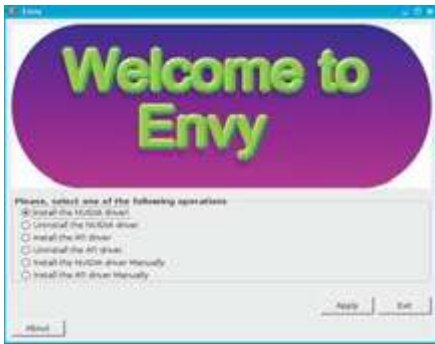 Envy
Welcome to
Envy
Please, select one of the following operations
Install the NVIDIA driver
Uninstall the NVIDIA driver
Install the ATI driver
Uninstall the ATI driver
Install the NVIDIA driver Manually
Install the ATI driver Manually
Apply
Exit
About